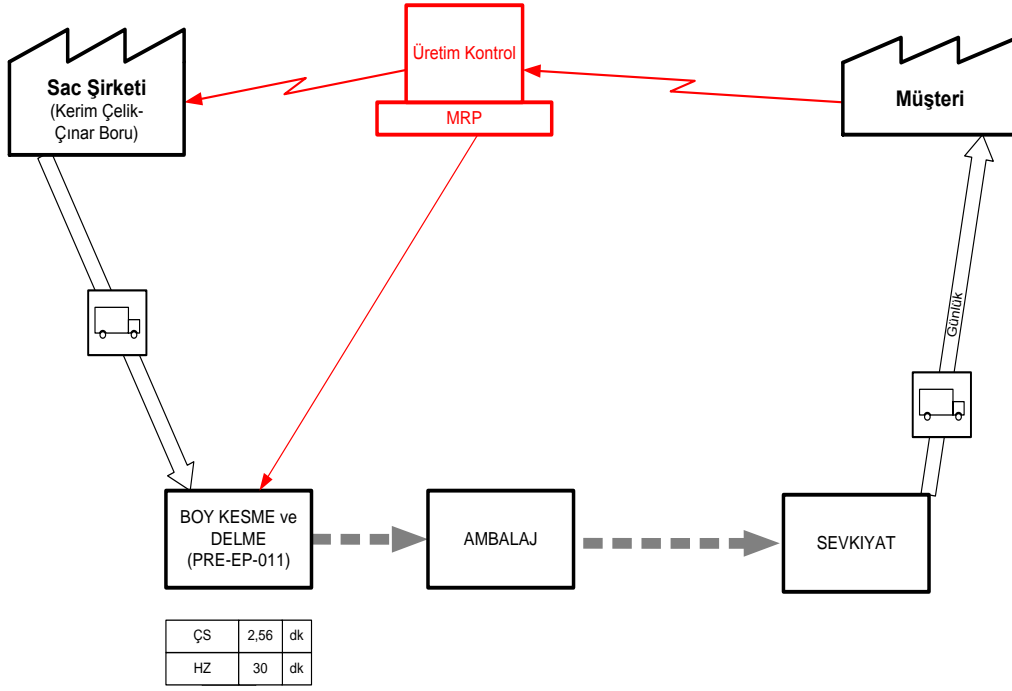 Sac Şirketi
(Kerim Çelik-
Çınar Boru)
Üretim Kontrol
MRP
Müşteri
Günlük
BOY KESME ve
DELME
(PRE-EP-011)
AMBALAJ
SEVKIYAT
ÇS 2,56 dk
HZ 30 dk